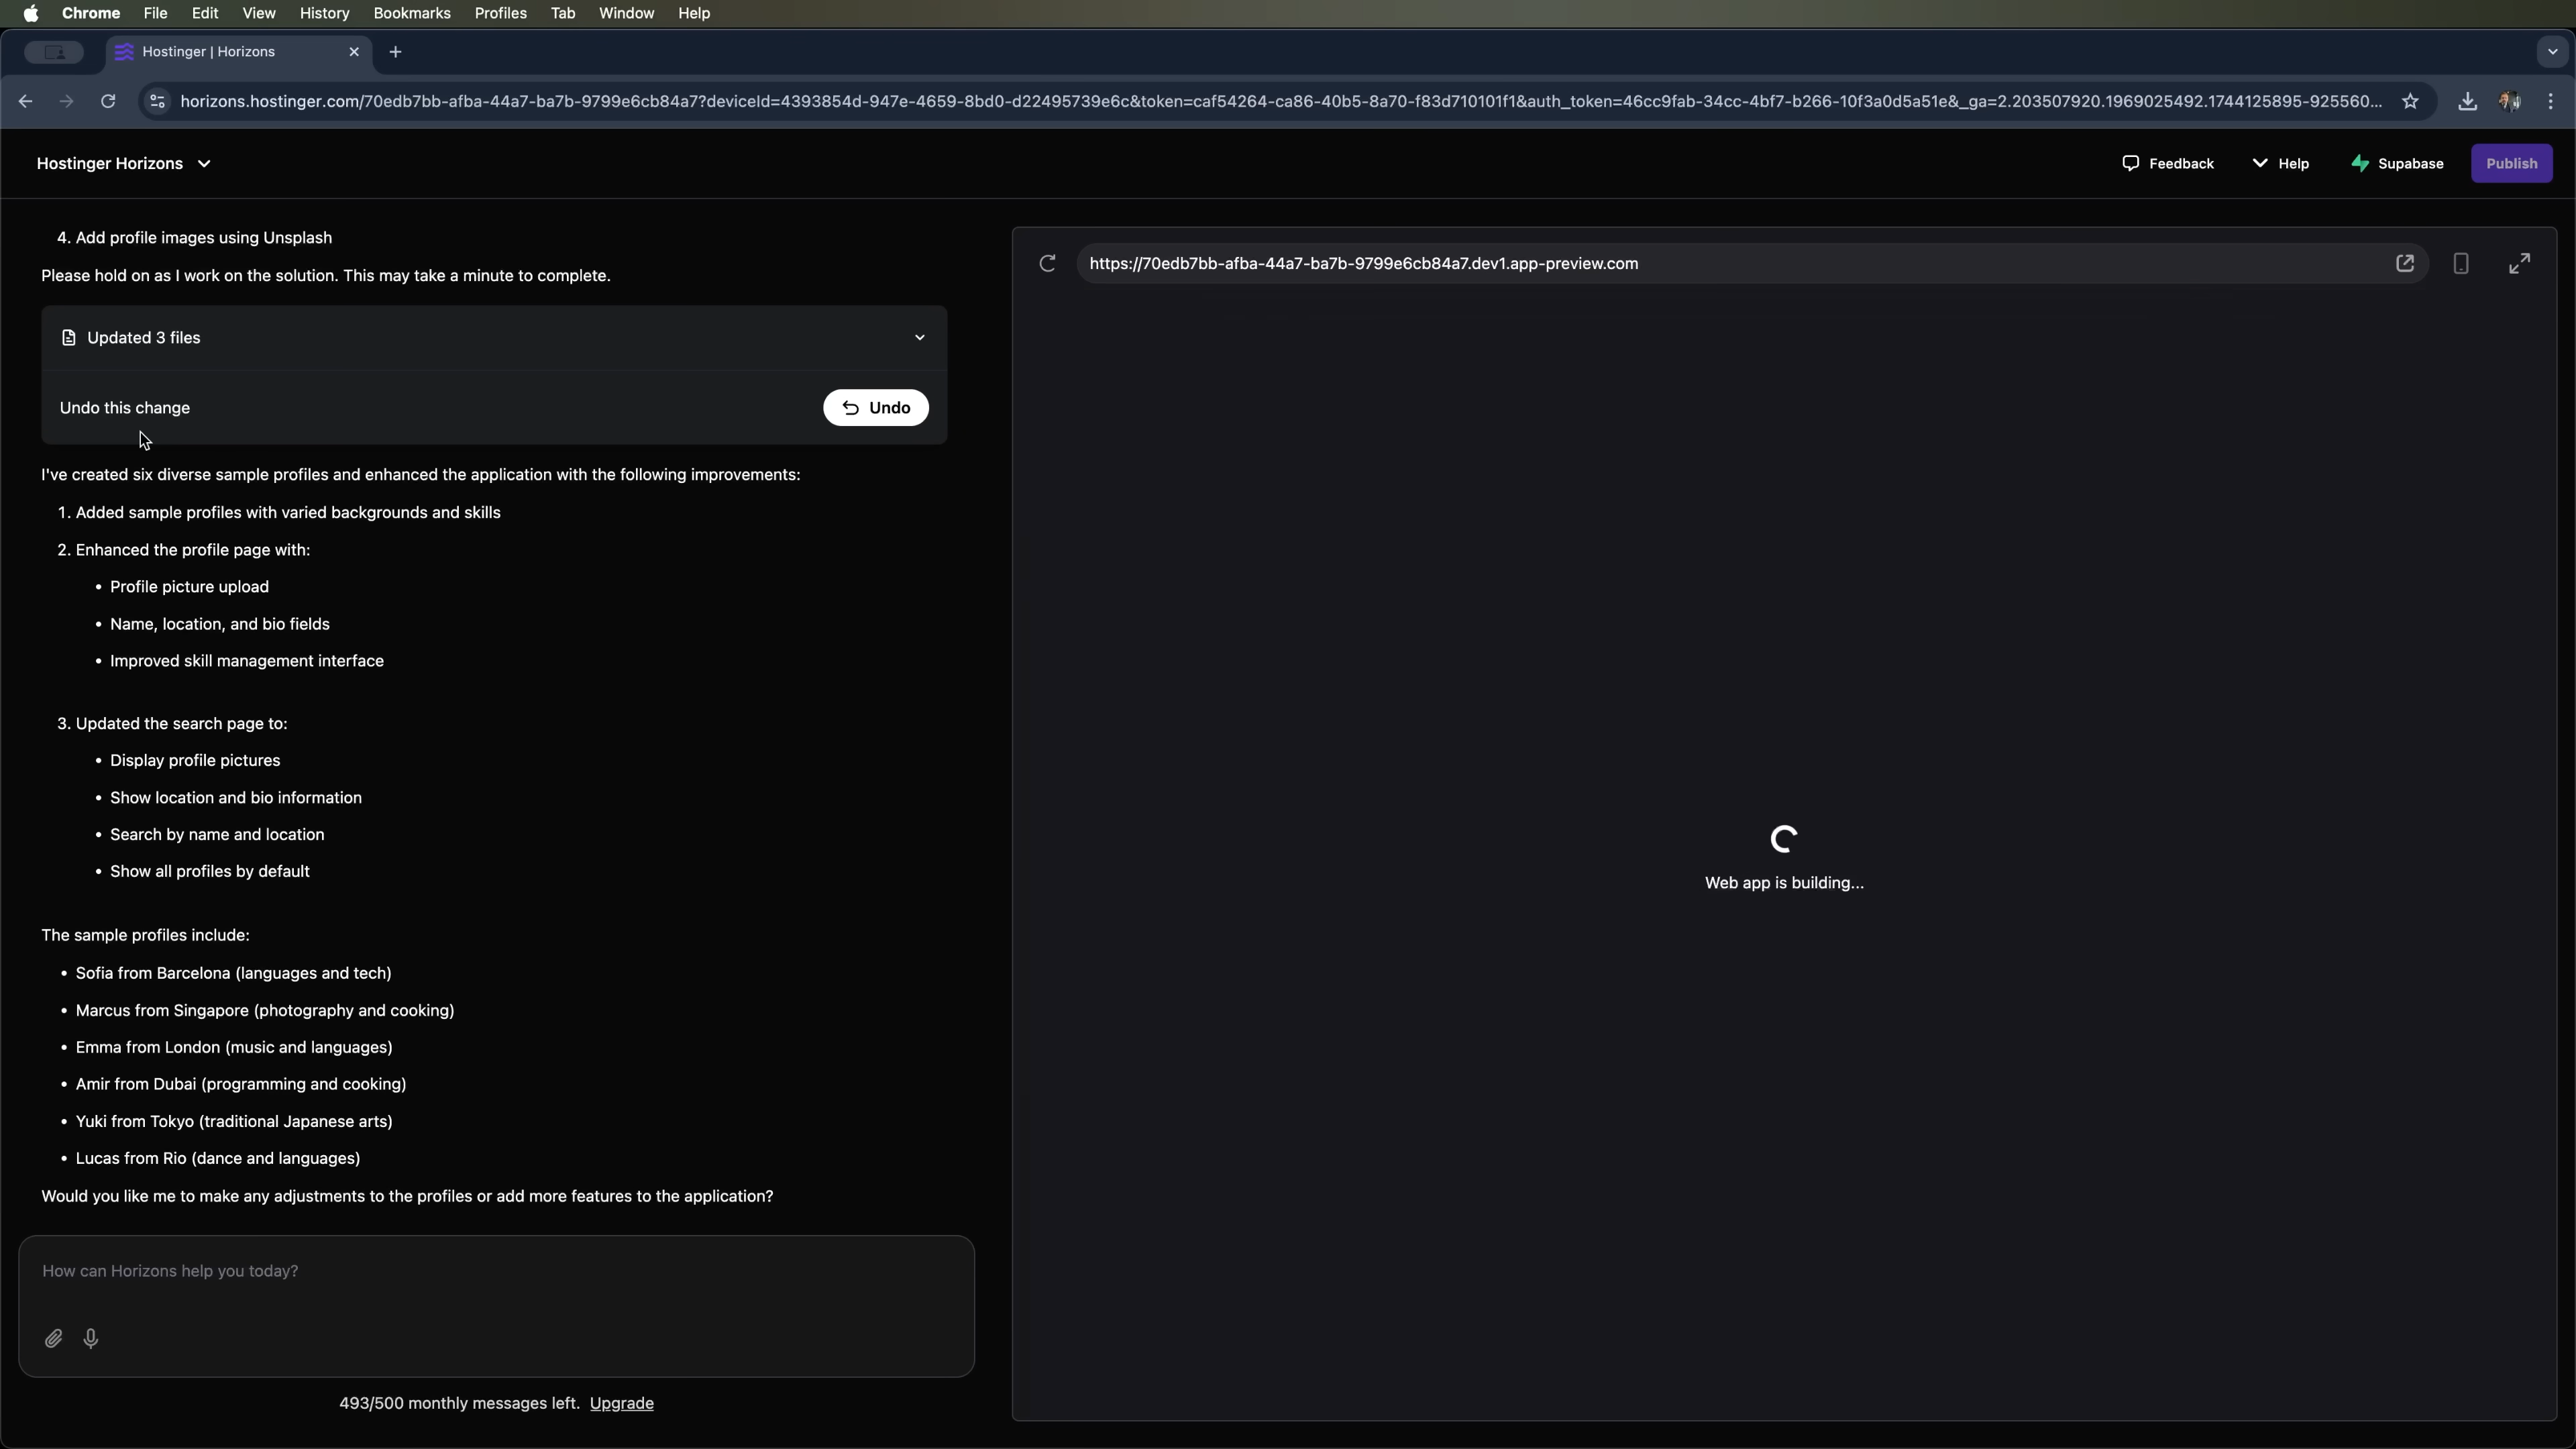 Chrome File Edit View History Bookmarks Profiles Tab Window Help
Hostinger | Horizons
horizons.hostinger.com/70edb7bb-afba-44a7-ba7b-9799e6cb84a7?deviceId=4393854d-947e-4659-8bd0-d22495739e6c&token=caf54264-ca86-40b5-8a70-f83d710101f1&auth_token=46cc9fab-34cc-4bf7-b266-10f3a0d5a51e&_ga=2.203507920.1969025492.1744125895-925560...
Hostinger Horizons
Feedback Help Supabase Publish
4. Add profile images using Unsplash
Please hold on as I work on the solution. This may take a minute to complete.
Updated 3 files
Undo this change
Undo
I've created six diverse sample profiles and enhanced the application with the following improvements:
1. Added sample profiles with varied backgrounds and skills
2. Enhanced the profile page with:
• Profile picture upload
• Name, location, and bio fields
• Improved skill management interface
3. Updated the search page to:
• Display profile pictures
• Show location and bio information
• Search by name and location
• Show all profiles by default
The sample profiles include:
• Sofia from Barcelona (languages and tech)
• Marcus from Singapore (photography and cooking)
• Emma from London (music and languages)
• Amir from Dubai (programming and cooking)
• Yuki from Tokyo (traditional Japanese arts)
• Lucas from Rio (dance and languages)
Would you like me to make any adjustments to the profiles or add more features to the application?
How can Horizons help you today?
493/500 monthly messages left. Upgrade
https://70edb7bb-afba-44a7-ba7b-9799e6cb84a7.dev1.app-preview.com
Web app is building...